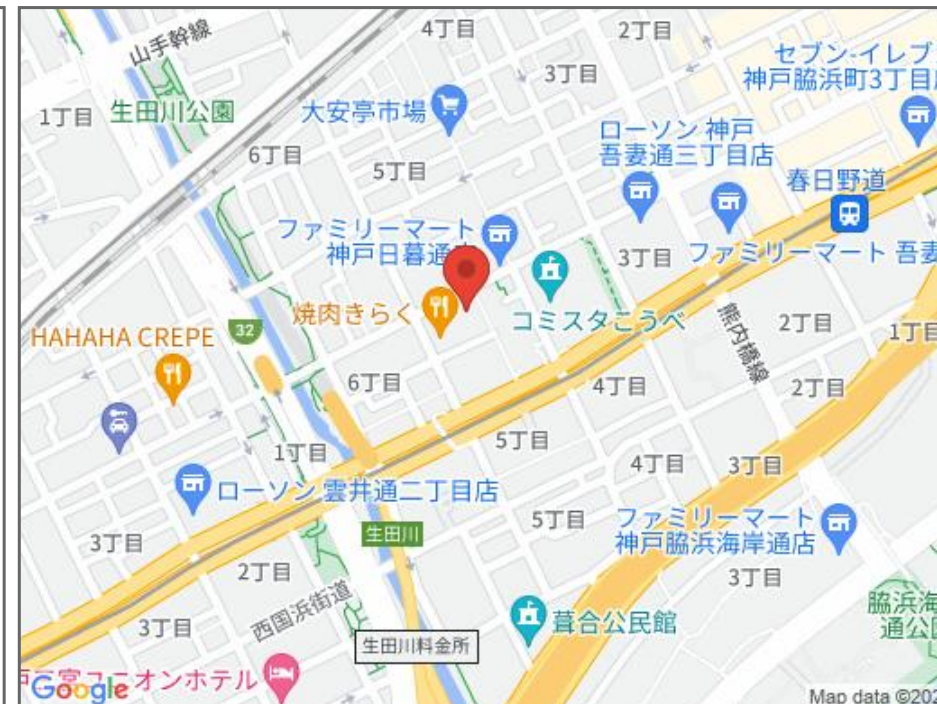 4丁目
2丁目
山手幹線
セブン-イレブ
神戸脇浜町3丁目
3丁目
1丁目
生田川公園
大安亭市場
ローソン 神戸
吾妻通三丁目店
6丁目
5丁目
春日野道
ファミリーマート
神戸日暮通
3丁目
ファミリーマート 吾妻
焼肉きらく
コミスタこうべ
熊内橋線
2丁目
1丁目
HAHAHA CREPE
32
6丁目
4丁目
2丁目
5丁目
1丁目
4丁目
3丁目
ローソン 雲井通二丁目店
生田川
5丁目
ファミリーマート
神戸脇浜海岸通店
3丁目
2丁目
3丁目
西国浜街道
脇浜海
通公
3丁目
葺合公民館
生田川料金所
オンホテル
Google
Map data ©202